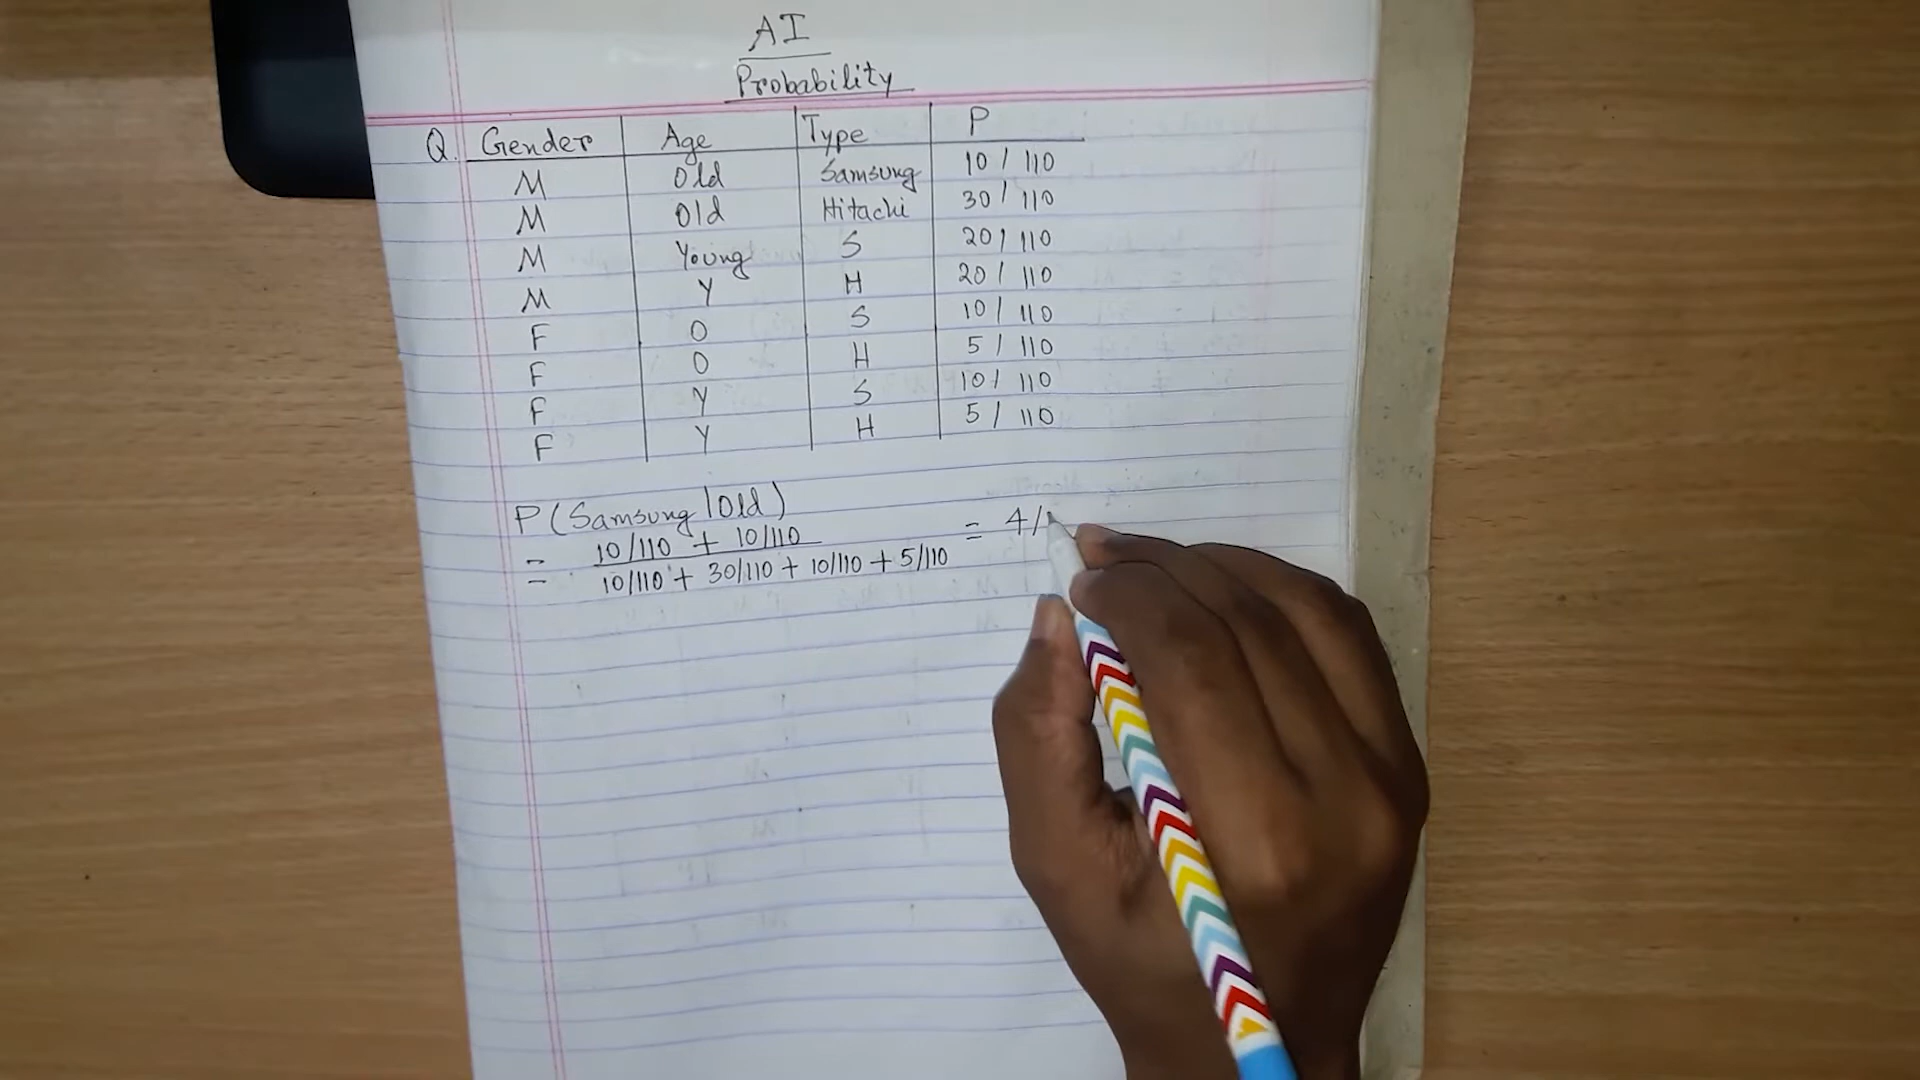 AI
Probability
Q. Gender Age Type P
M Old Samsung 10 / 110
M Old Hitachi 30 / 110
M Young S 20 / 110
M Y H 20 / 110
F O S 10 / 110
F O H 5 / 110
F Y S 10 / 110
F Y H 5 / 110
P (Samsung | Old)
= 10/110 + 10/110
10/110 + 30/110 + 10/110 + 5/110 = 4/